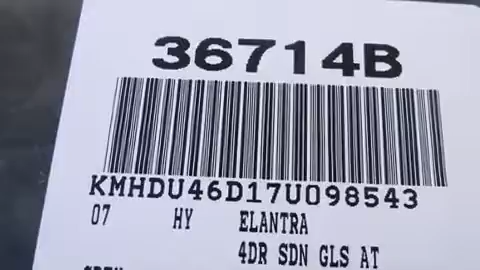 36714B
KMHDU46D17U098543
07 HY ELANTRA
4DR SDN GLS AT